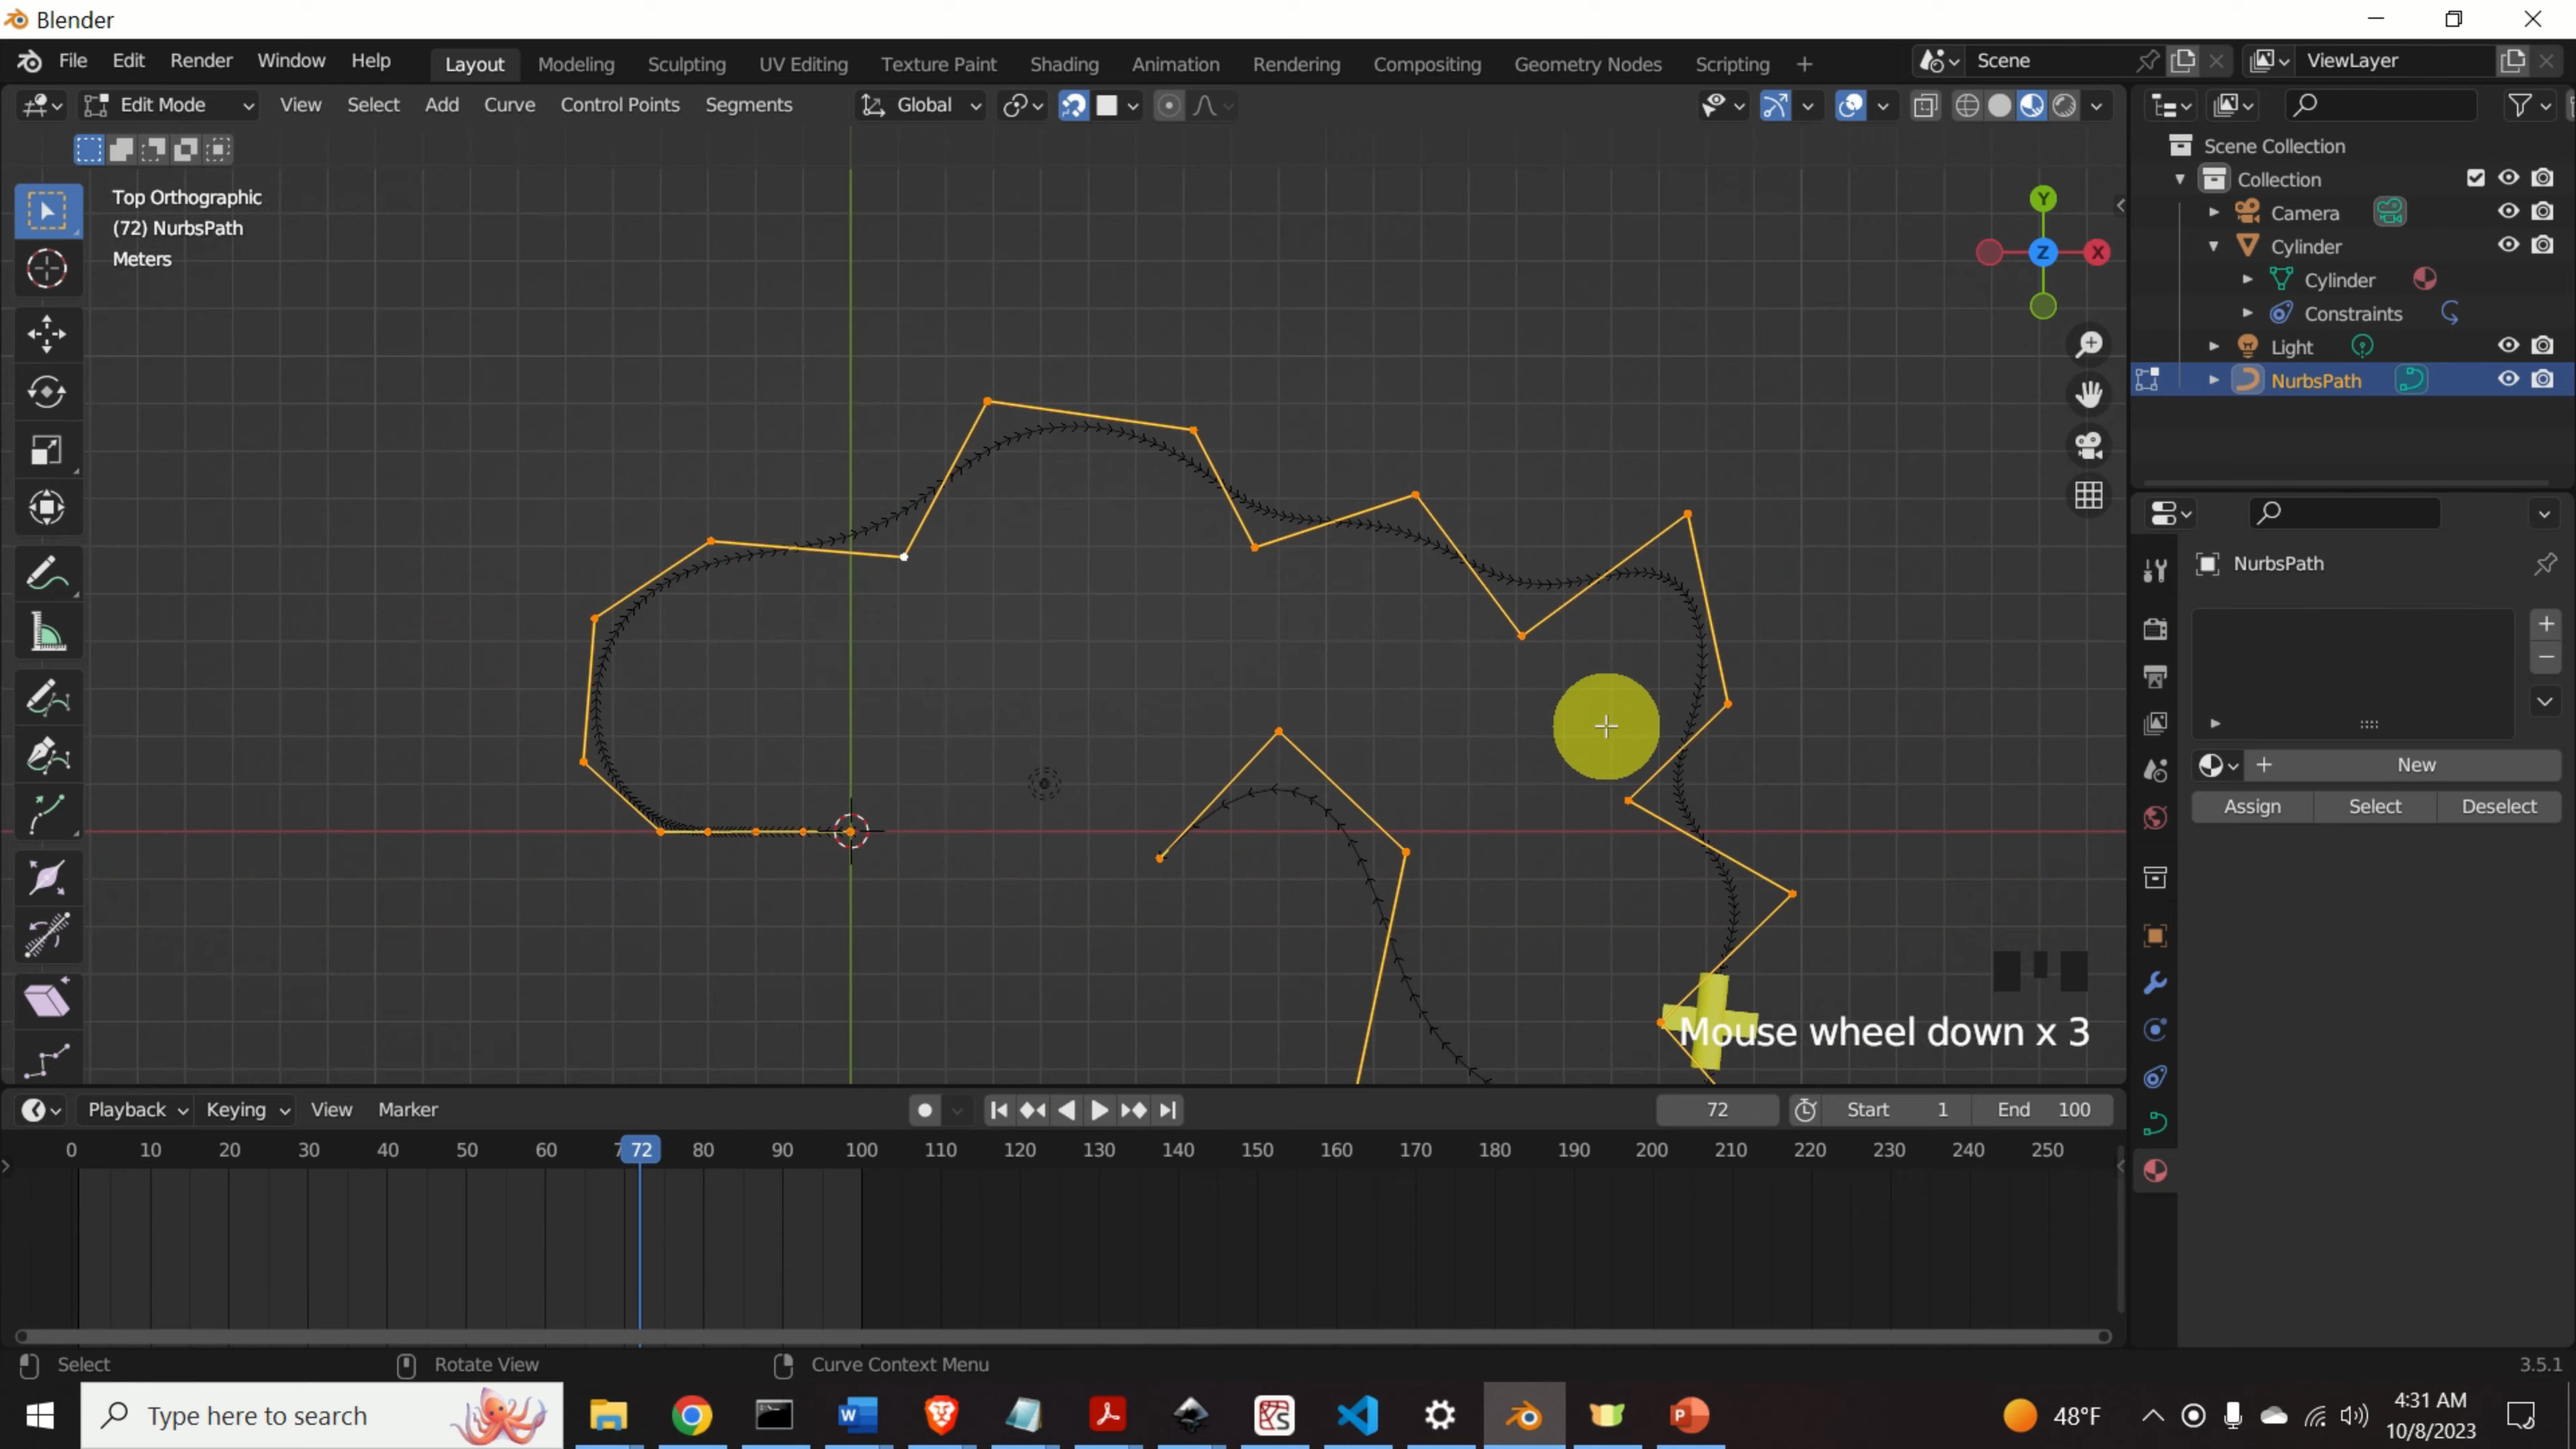 Blender
File Edit Render Window Help Layout Modeling Sculpting UV Editing Texture Paint Shading Animation Rendering Compositing Geometry Nodes Scripting + Scene ViewLayer
Edit Mode View Select Add Curve Control Points Segments Global
Scene Collection
Collection
Camera
Cylinder
Cylinder
Constraints
Light
NurbsPath
Top Orthographic
(72) NurbsPath
Meters
Y
Z X
NurbsPath
New
Assign Select Deselect
Mouse wheel down x 3
Playback Keying View Marker 72 Start 1 End 100
0 10 20 30 40 50 60 72 80 90 100 110 120 130 140 150 160 170 180 190 200 210 220 230 240 250
Select Rotate View Curve Context Menu 3.5.1
Type here to search 48°F 4:31 AM
10/8/2023